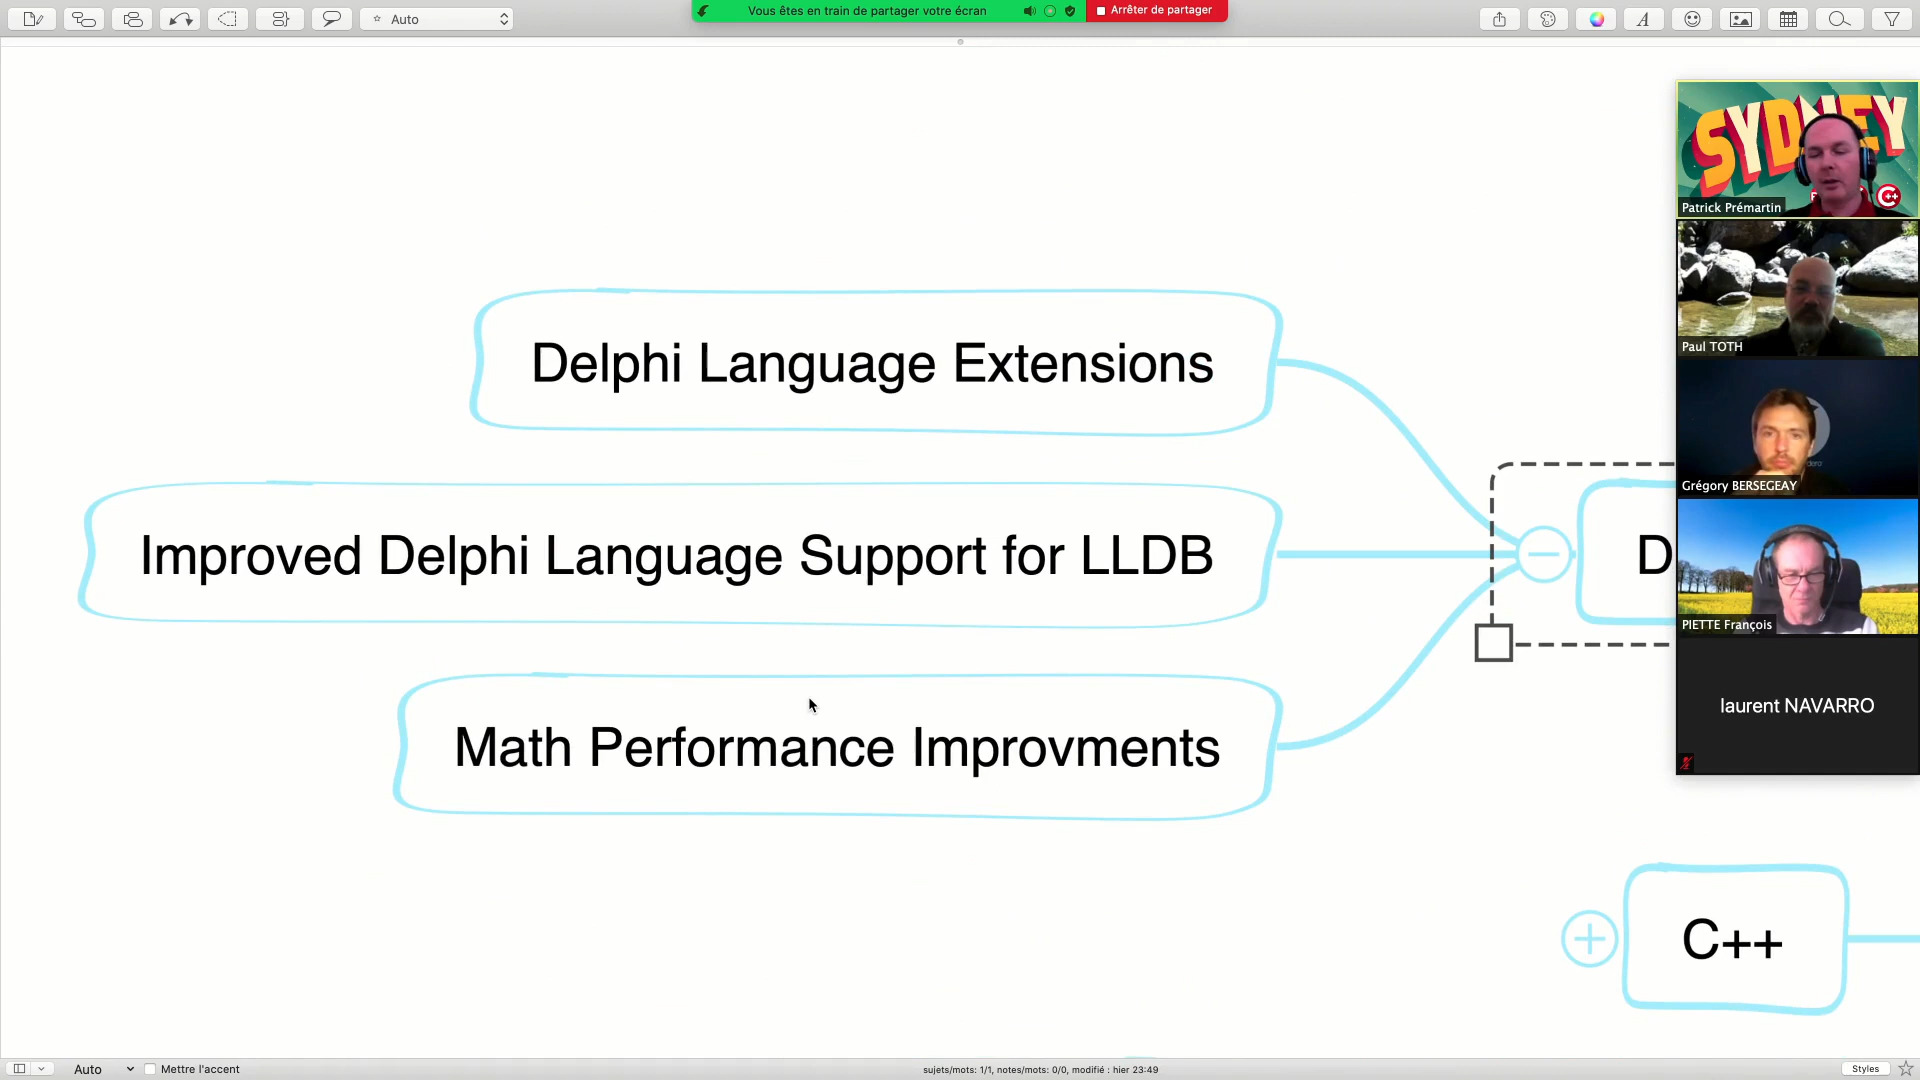 Auto
Vous êtes en train de partager votre écran
Arrêter de partager
SYDNEY
Patrick Prémartin
Paul TOTH
Delphi Language Extensions
Grégory BERSEGEAY
Improved Delphi Language Support for LLDB
D
PIETTE François
Math Performance Improvments
laurent NAVARRO
C++
Auto
Mettre l'accent
sujets/mots: 1/1, notes/mots: 0/0, modifié : hier 23:49
Styles